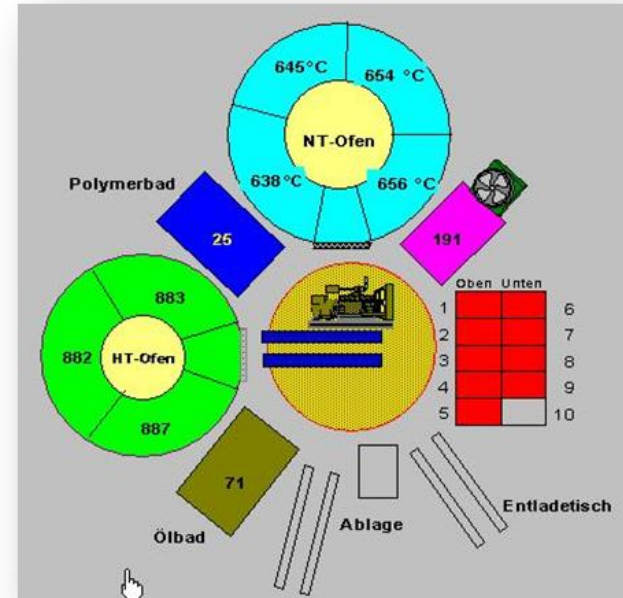 645°C
654 °C
NT-Ofen
638°C
656 °C
Polymerbad
25
191
Oben Unten
1
6
2
7
3
8
4
9
5
10
883
882
HT-Ofen
887
71
Ölbad
Ablage
Entladetisch